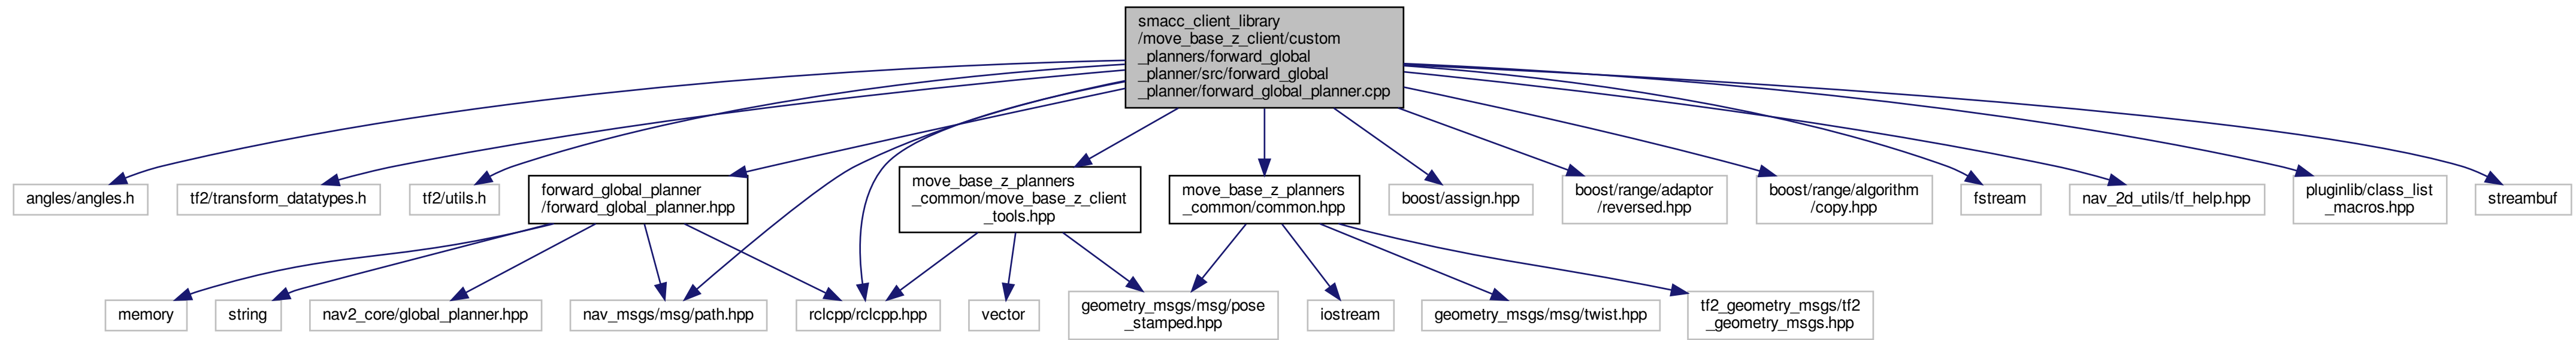 smacc_client_library
/move_base_z_client/custom
_planners/forward_global
_planner/src/forward_global
_planner/forward_global_planner.cpp
angles/angles.h
tf2/transform_datatypes.h
tf2/utils.h
forward_global_planner
/forward_global_planner.hpp
move_base_z_planners
_common/move_base_z_client
_tools.hpp
move_base_z_planners
_common/common.hpp
boost/assign.hpp
boost/range/adaptor
/reversed.hpp
boost/range/algorithm
/copy.hpp
fstream
nav_2d_utils/tf_help.hpp
pluginlib/class_list
_macros.hpp
streambuf
memory
string
nav2_core/global_planner.hpp
nav_msgs/msg/path.hpp
rclcpp/rclcpp.hpp
vector
geometry_msgs/msg/pose
_stamped.hpp
iostream
geometry_msgs/msg/twist.hpp
tf2_geometry_msgs/tf2
_geometry_msgs.hpp